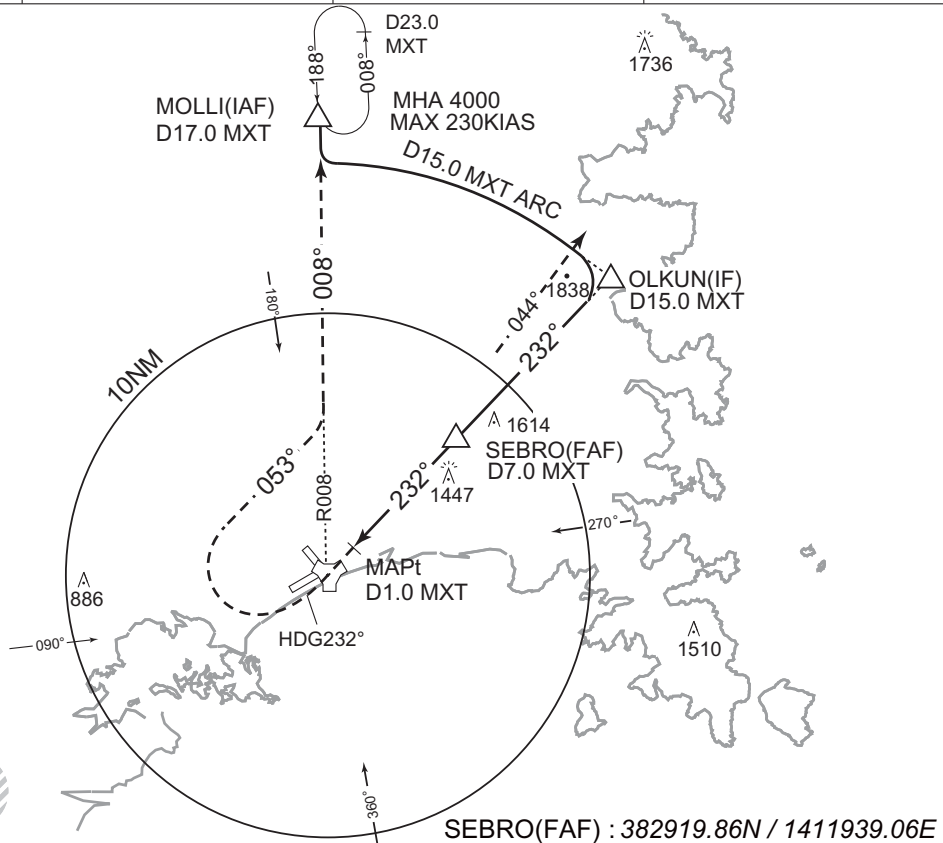 D23.0
MXT
188°
008°
1736
MOLLI(IAF)
D17.0 MXT
MHA 4000
MAX 230KIAS
D15.0 MXT ARC
008°
180°
1838
OLKUN(IF)
D15.0 MXT
044°
232°
10NM
1614
SEBRO(FAF)
D7.0 MXT
053°
232°
1447
R008
270°
MAPt
D1.0 MXT
886
HDG232°
090°
1510
360°
SEBRO(FAF) : 382919.86N / 1411939.06E